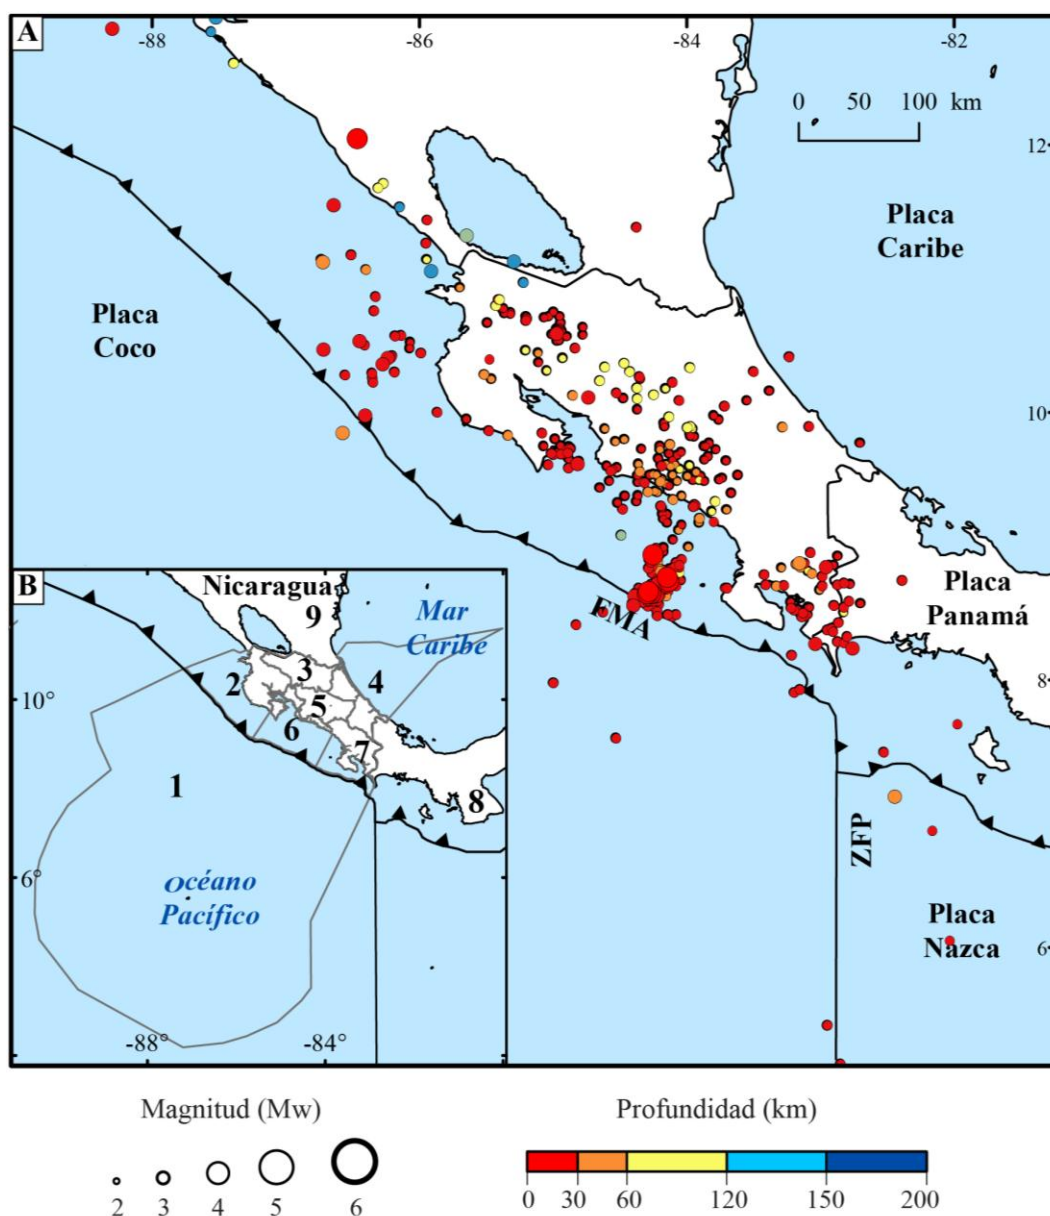 A
-88
-86
-84
-82
0 50 100 km
12
Placa
Caribe
Placa
Coco
10
FMA
Placa
Panamá
8
ZFP
Placa
Nazca
6
B
Nicaragua
9
Mar
Caribe
2
3
4
5
6
7
8
10°
1
6°
Océano
Pacífico
-88°
-84°
Magnitud (Mw)
2 3 4 5 6
Profundidad (km)
0 30 60 120 150 200